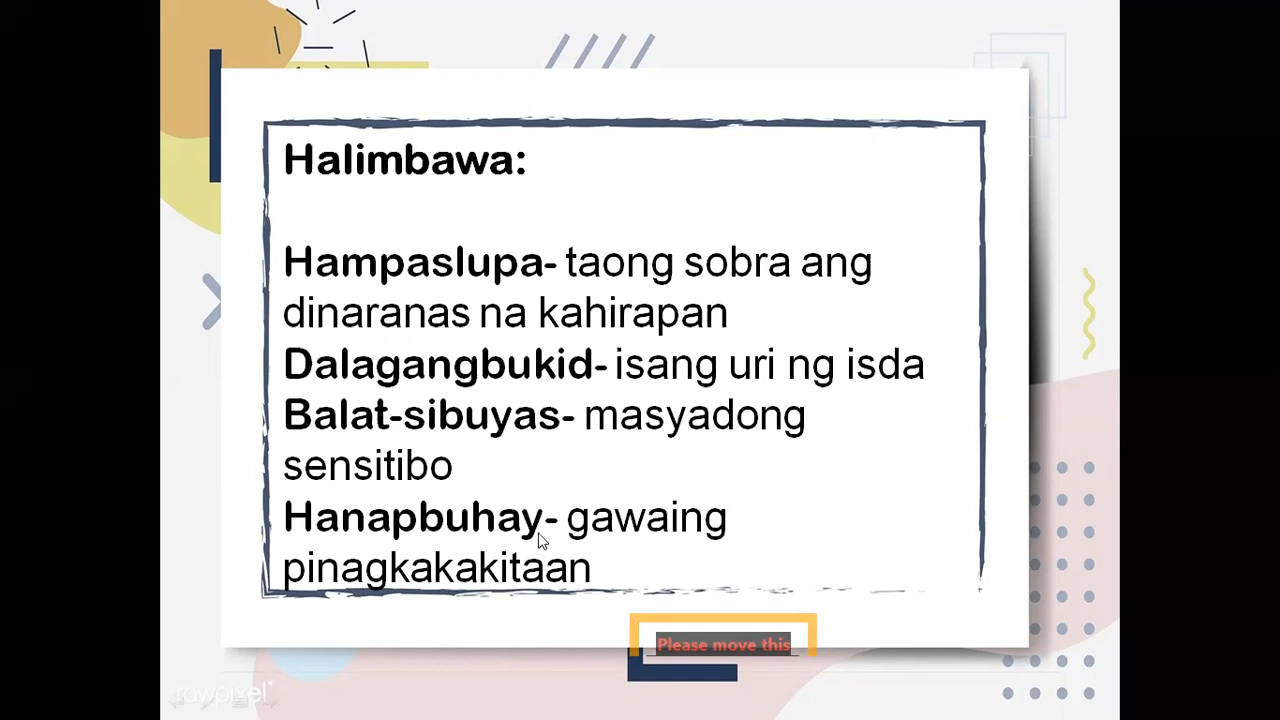 Halimbawa:
Hampaslupa- taong sobra ang
dinaranas na kahirapan
Dalagangbukid- isang uri ng isda
Balat-sibuyas- masyadong
sensitibo
Hanapbuhay- gawaing
pinagkakakitaan
Please move this
rawpixel